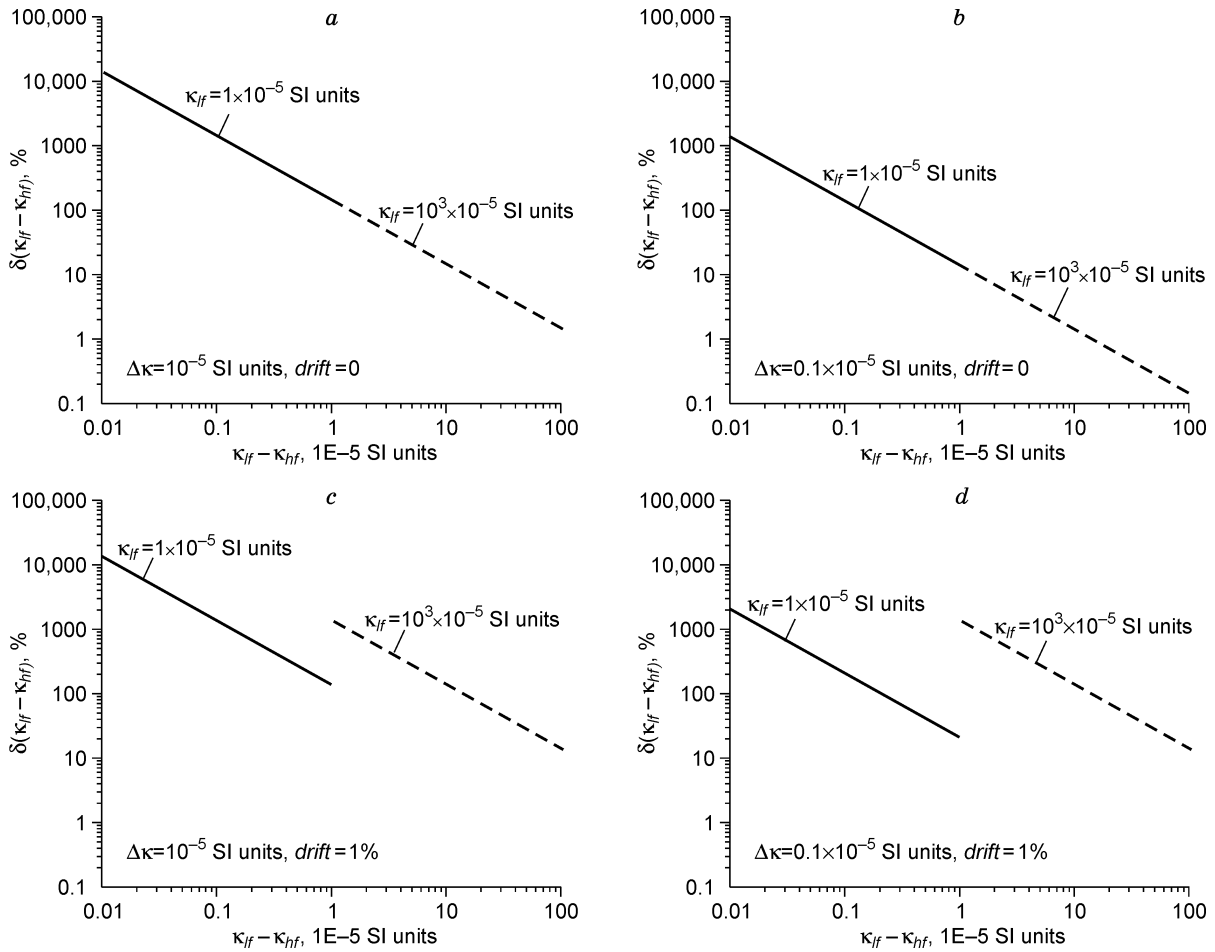 a
100,000
10,000
1000
100
10
1
0.1
δ(κlf – κhf), %
κlf = 1×10–5 SI units
κlf = 103×10–5 SI units
Δκ=10–5 SI units, drift = 0
0.01 0.1 1 10 100
κlf – κhf, 1E–5 SI units
b
100,000
10,000
1000
100
10
1
0.1
δ(κlf – κhf), %
κlf = 1×10–5 SI units
κlf = 103×10–5 SI units
Δκ=0.1×10–5 SI units, drift = 0
0.01 0.1 1 10 100
κlf – κhf, 1E–5 SI units
c
100,000
10,000
1000
100
10
1
0.1
δ(κlf – κhf), %
κlf = 1×10–5 SI units
κlf = 103×10–5 SI units
Δκ=10–5 SI units, drift = 1%
0.01 0.1 1 10 100
κlf – κhf, 1E–5 SI units
d
100,000
10,000
1000
100
10
1
0.1
δ(κlf – κhf), %
κlf = 1×10–5 SI units
κlf = 103×10–5 SI units
Δκ=0.1×10–5 SI units, drift = 1%
0.01 0.1 1 10 100
κlf – κhf, 1E–5 SI units